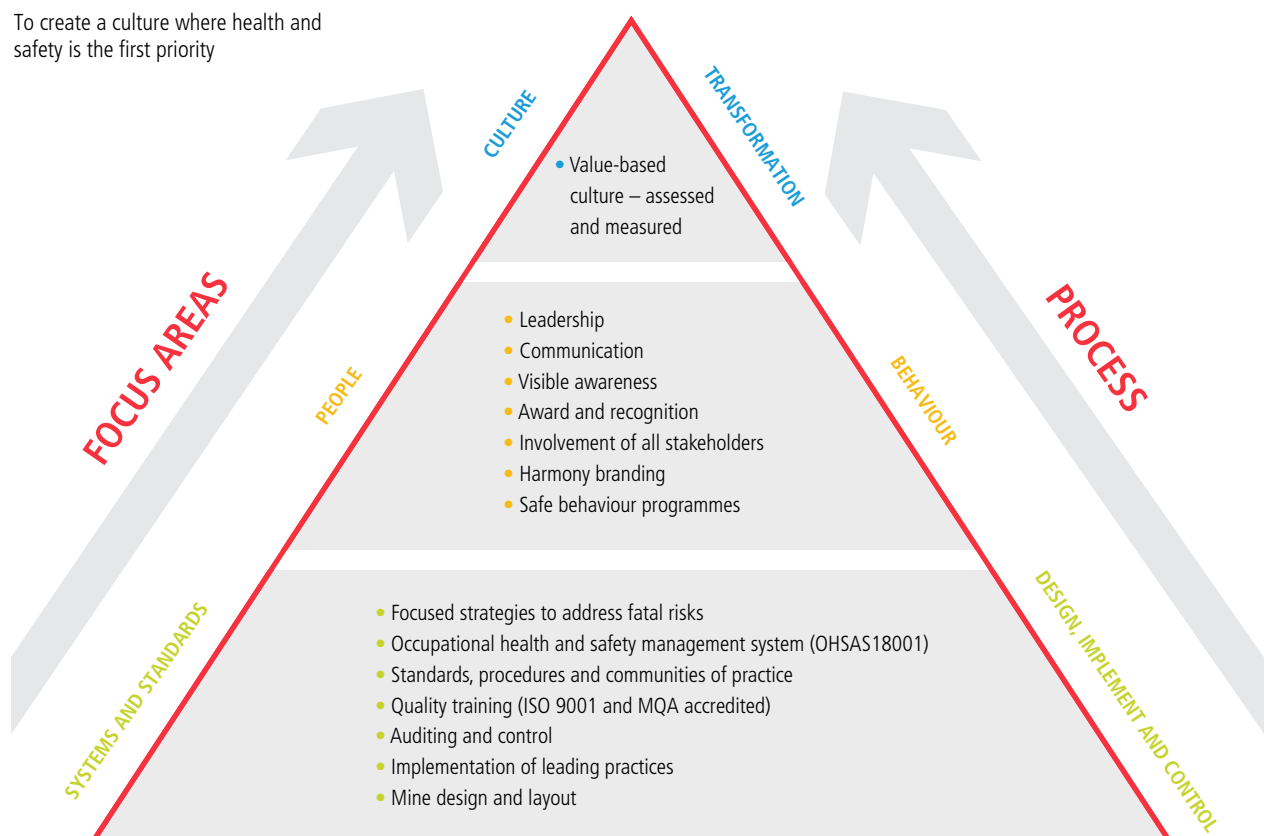 To create a culture where health and
safety is the first priority
FOCUS AREAS
PROCESS
CULTURE
TRANSFORMATION
• Value-based
culture – assessed
and measured
PEOPLE
BEHAVIOUR
• Leadership
• Communication
• Visible awareness
• Award and recognition
• Involvement of all stakeholders
• Harmony branding
• Safe behaviour programmes
SYSTEMS AND STANDARDS
DESIGN, IMPLEMENT AND CONTROL
• Focused strategies to address fatal risks
• Occupational health and safety management system (OHSAS18001)
• Standards, procedures and communities of practice
• Quality training (ISO 9001 and MQA accredited)
• Auditing and control
• Implementation of leading practices
• Mine design and layout